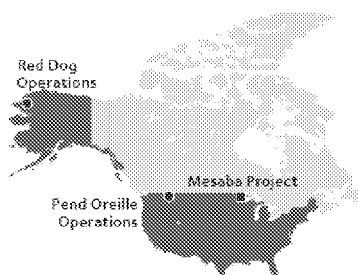 Red Dog
Operations
Mesaba Project
Pend Oreille
Operations